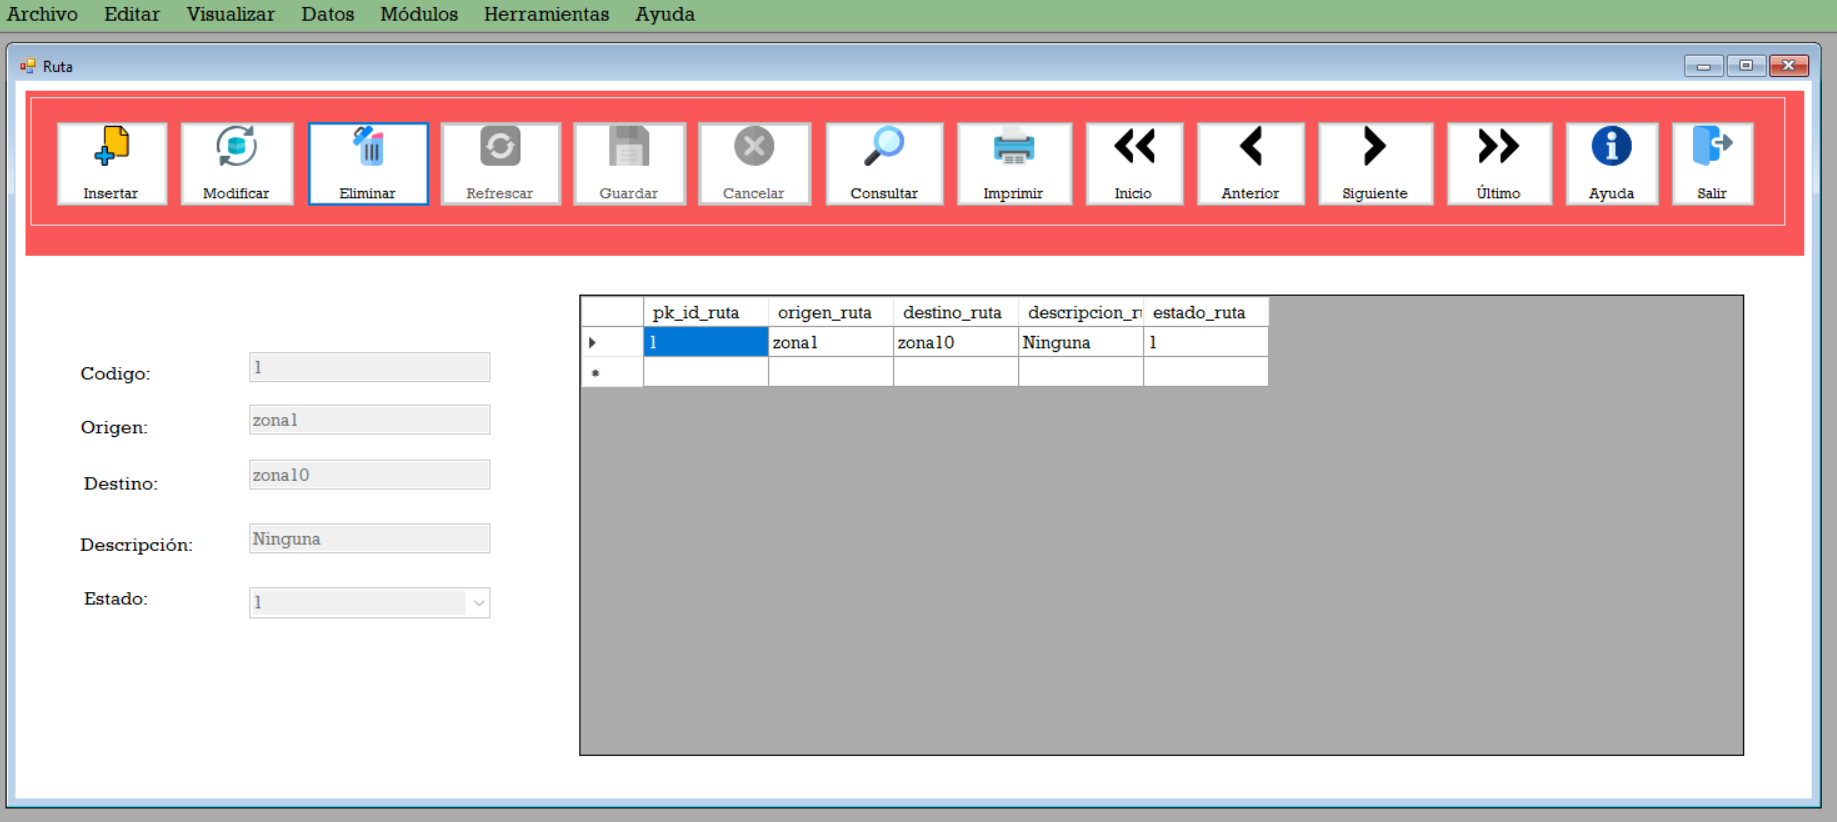 Archivo Editar Visualizar Datos Módulos Herramientas Ayuda
Ruta
Insertar Modificar Eliminar Refrescar Guardar Cancelar Consultar Imprimir Inicio Anterior Siguiente Último Ayuda Salir
pk_id_ruta origen_ruta destino_ruta descripcion_ru estado_ruta
1 zona1 zona10 Ninguna 1
Codigo: 1
Origen: zona1
Destino: zona10
Descripción: Ninguna
Estado: 1